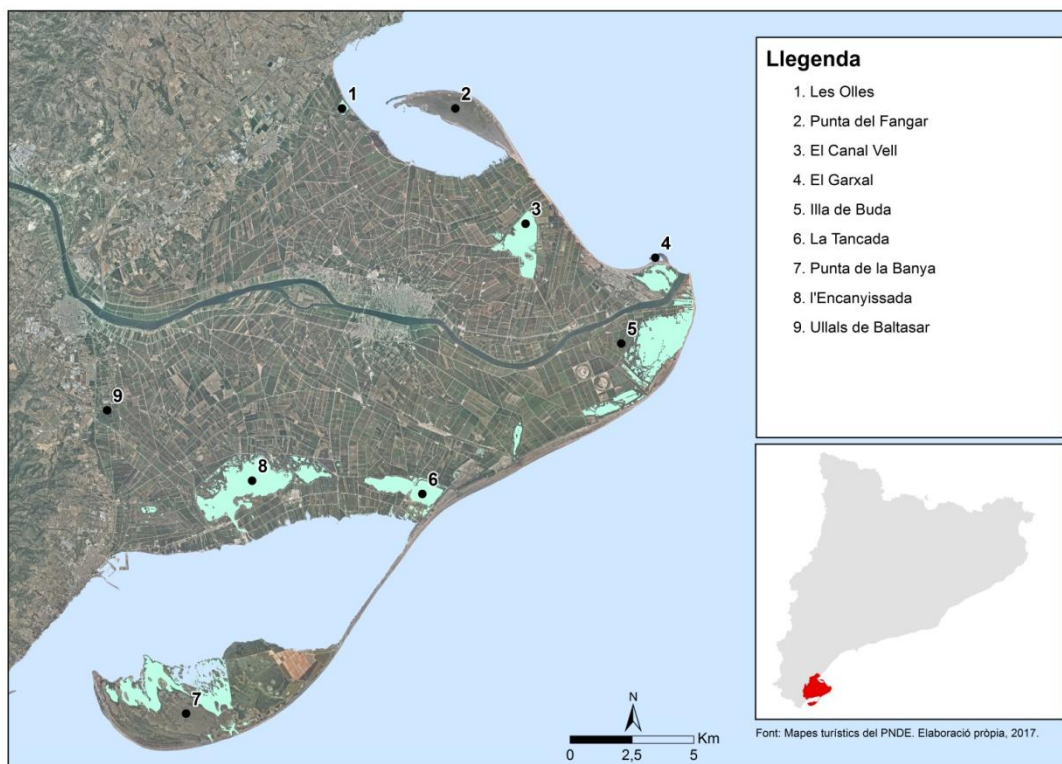 Llegenda
1. Les Olles
2. Punta del Fangar
3. El Canal Vell
4. El Garxal
5. Illa de Buda
6. La Tancada
7. Punta de la Banya
8. l'Encanyissada
9. Ullals de Baltasar
1
2
3
4
5
9
8
6
7
N
Km
0 2,5 5
Font: Mapes turístics del PNDE. Elaboració pròpia, 2017.